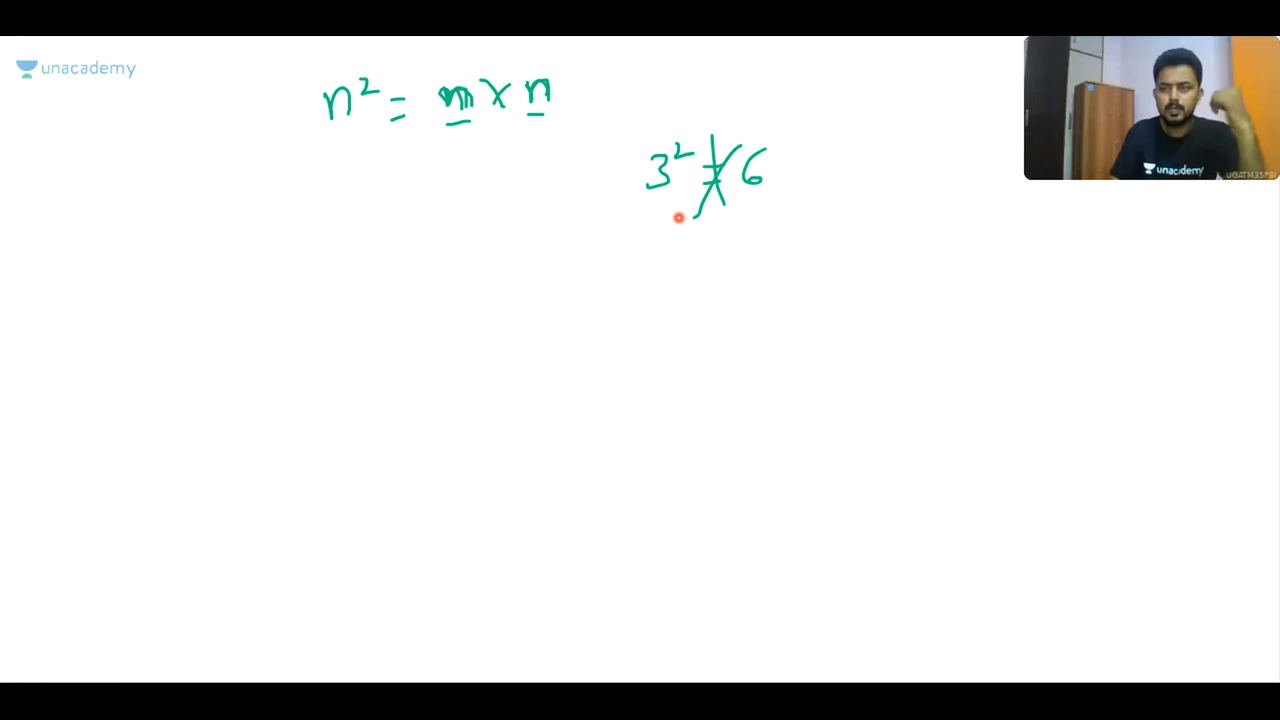 unacademy
n² = n × n
3² ≠ 6
unacademy